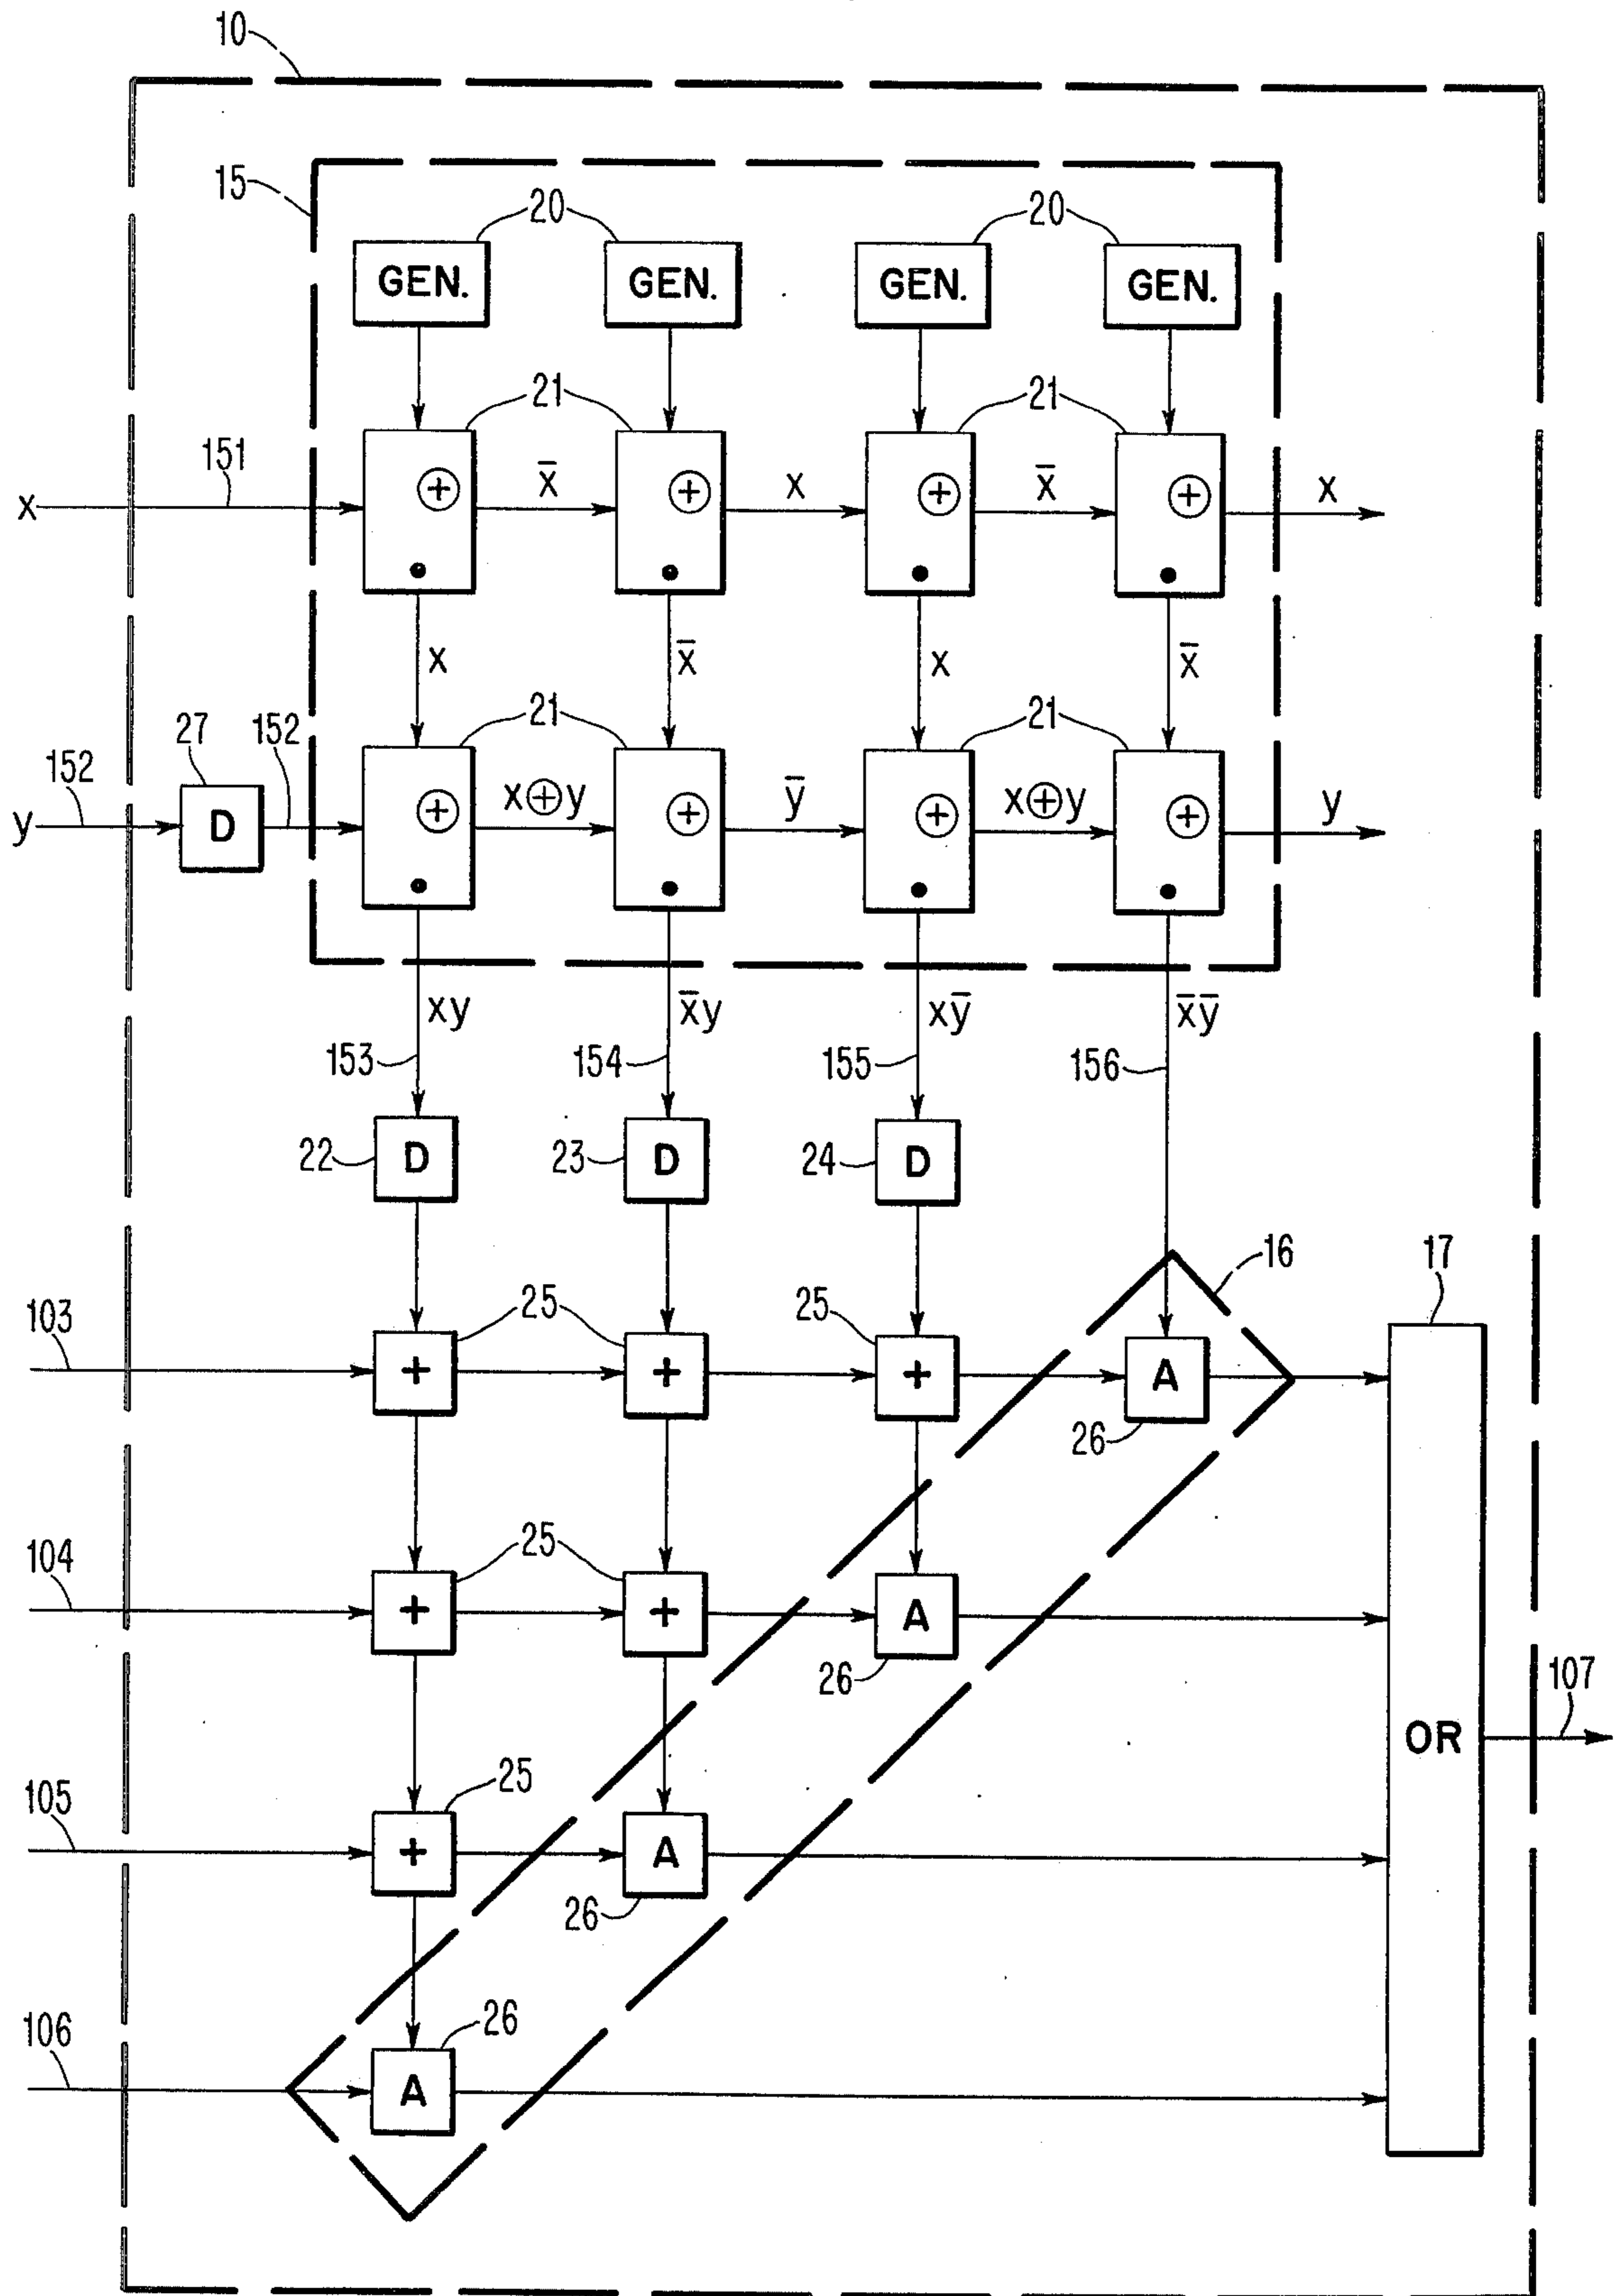 10
15
20 20
GEN. GEN. GEN. GEN.
21 21
151
x ⊕ x̅ ⊕ x ⊕ x̅ ⊕ x
x x̅ x x̅
27 152 21 21
152
y D ⊕ x⊕y ⊕ y̅ ⊕ x⊕y ⊕ y
xy x̅y xy̅ x̅y̅
153 154 155 156
22 D 23 D 24 D
16 17
103 25 25
+ + + A
26
104 25
+ + A
26
107
OR
105 25
+ A
26
106 26
A